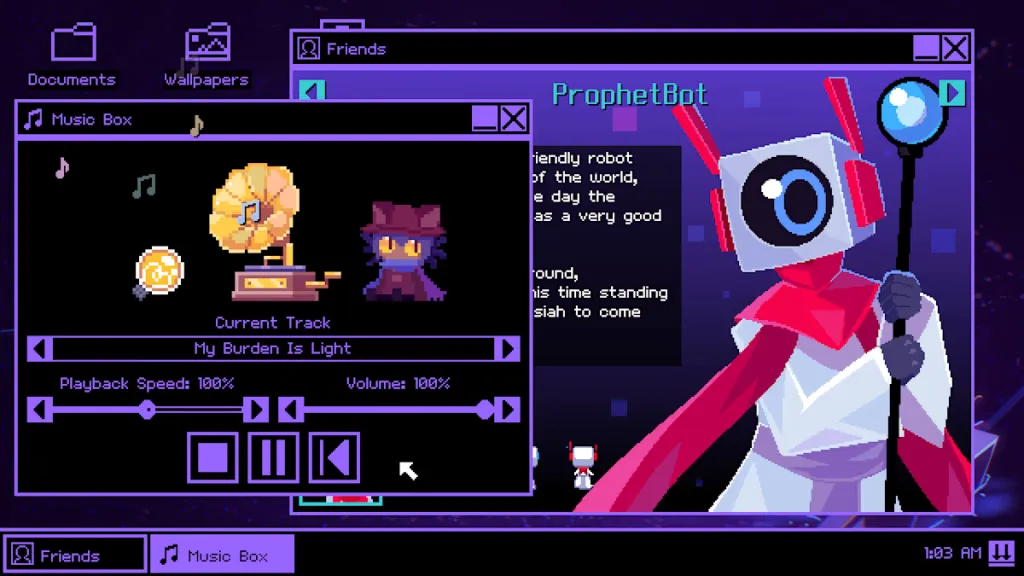 Documents
Wallpapers
Friends
ProphetBot
riendly robot
of the world,
e day the
as a very good
round,
his time standing
siah to come
Music Box
Current Track
My Burden Is Light
Playback Speed: 100%
Volume: 100%
Friends
Music Box
1:03 AM